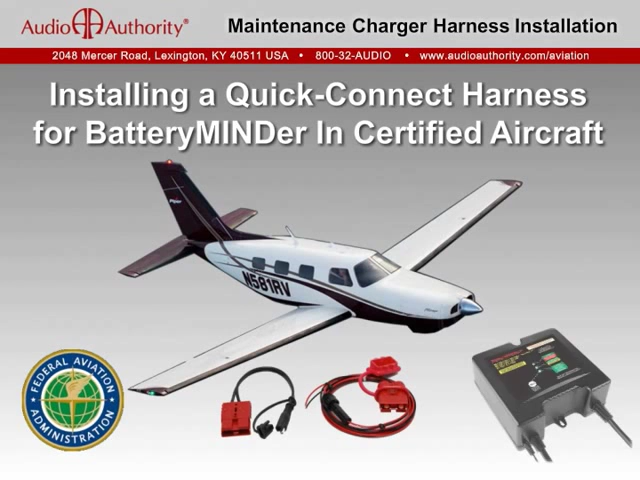 Audio Authority®
Maintenance Charger Harness Installation
2048 Mercer Road, Lexington, KY 40511 USA • 800-32-AUDIO • www.audioauthority.com/aviation
Installing a Quick-Connect Harness
for BatteryMINDer In Certified Aircraft
Piper
N581RV
FEDERAL AVIATION
ADMINISTRATION